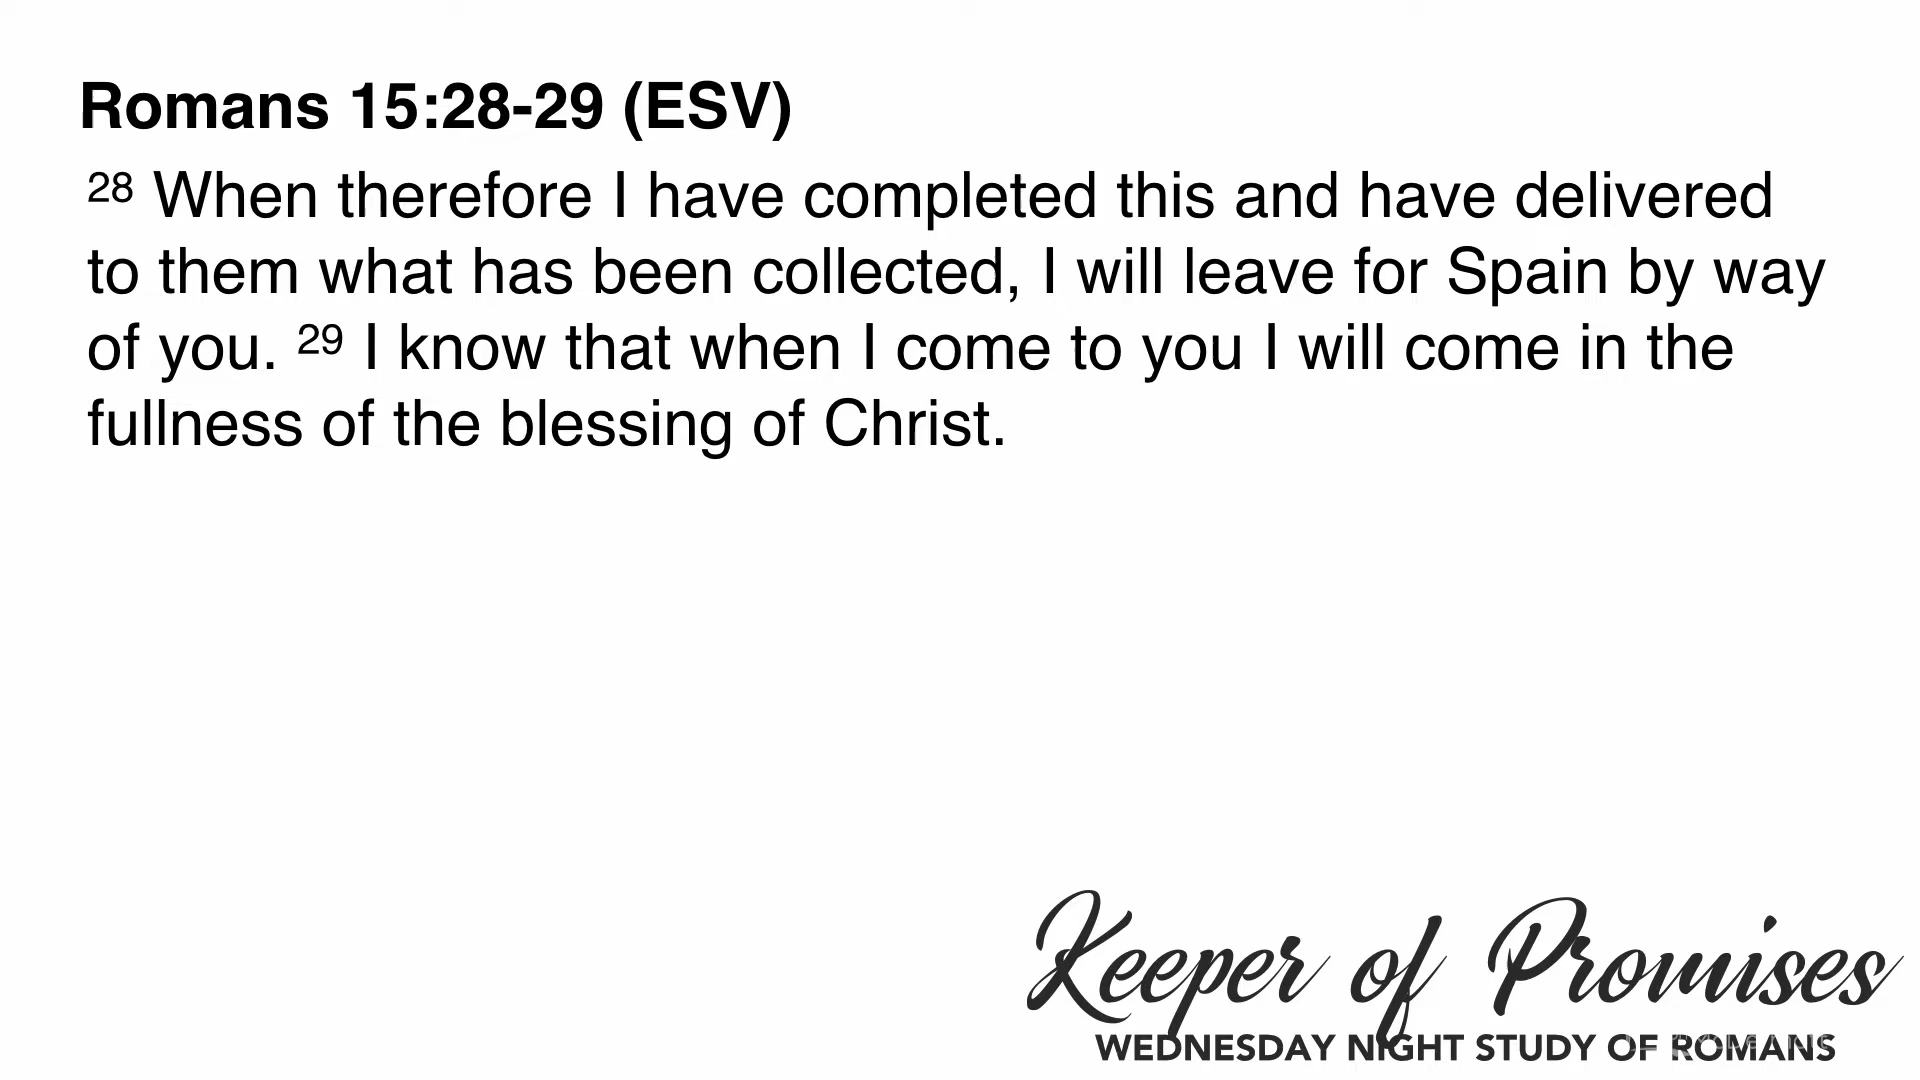 Romans 15:28-29 (ESV)
28 When therefore I have completed this and have delivered
to them what has been collected, I will leave for Spain by way
of you. 29 I know that when I come to you I will come in the
fullness of the blessing of Christ.
Keeper of Promises
WEDNESDAY NIGHT STUDY OF ROMANS